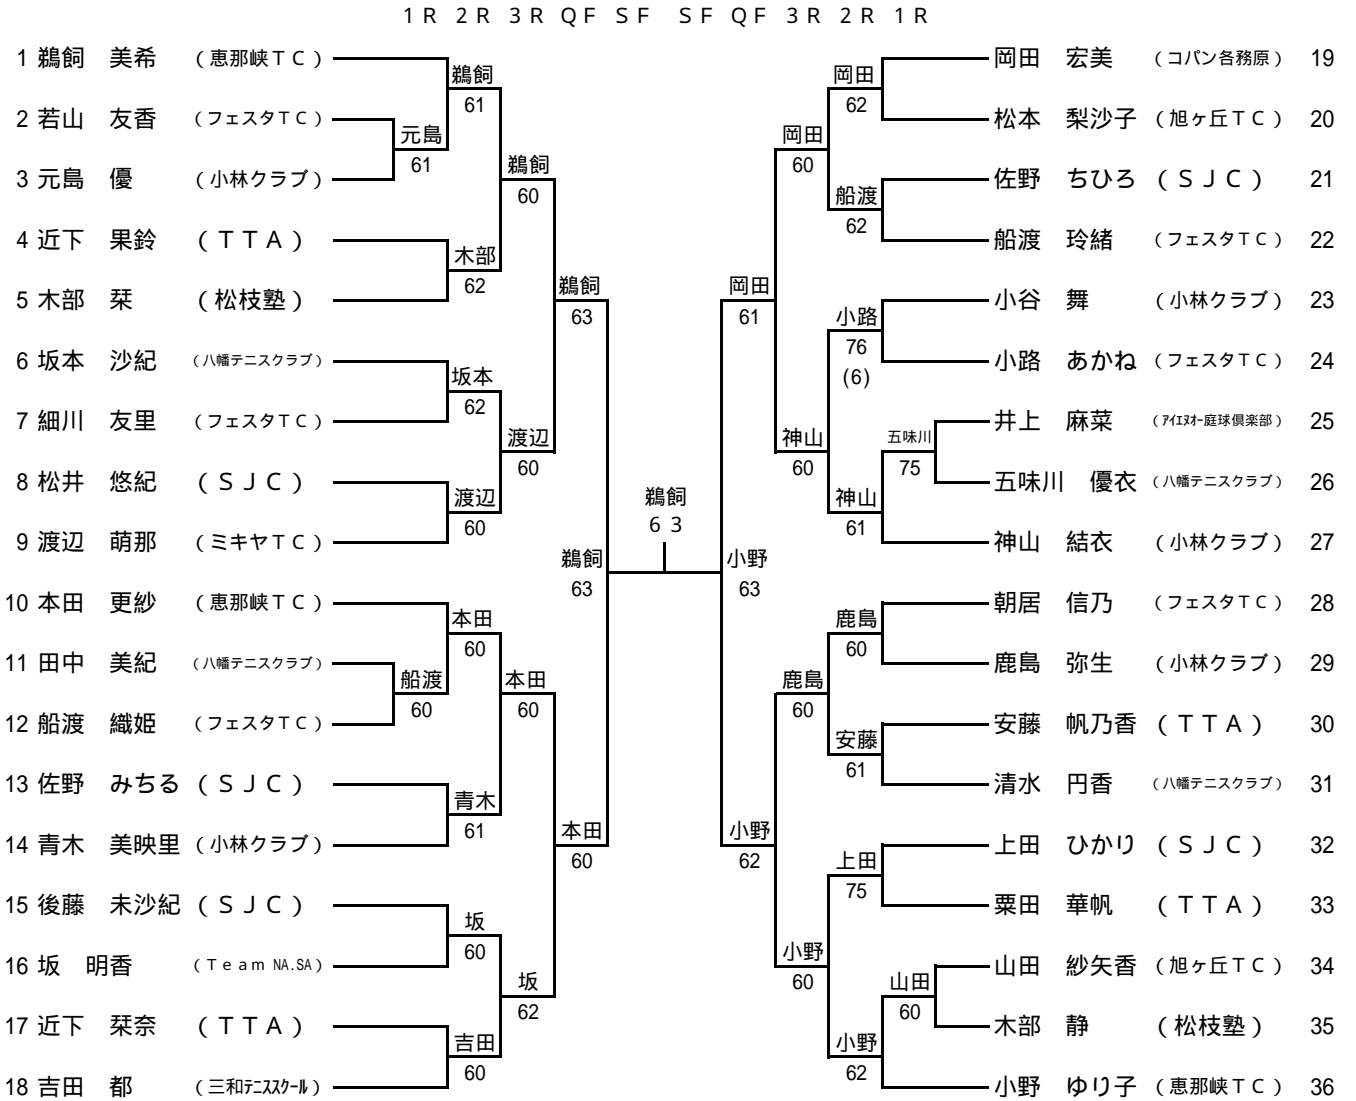 1R 2R 3R QF SF SF QF 3R 2R 1R
1 鵜飼 美希 (恵那峡TC)
2 若山 友香 (フェスタTC)
3 元島 優 (小林クラブ)
4 近下 果鈴 (TTA)
5 木部 栞 (松枝塾)
6 坂本 沙紀 (八幡テニスクラブ)
7 細川 友里 (フェスタTC)
8 松井 悠紀 (SJC)
9 渡辺 萌那 (ミキヤTC)
10 本田 更紗 (恵那峡TC)
11 田中 美紀 (八幡テニスクラブ)
12 船渡 織姫 (フェスタTC)
13 佐野 みちる (SJC)
14 青木 美映里 (小林クラブ)
15 後藤 未沙紀 (SJC)
16 坂 明香 (Team NA.SA)
17 近下 栞奈 (TTA)
18 吉田 都 (三和テニススクール)
元島
61
船渡
60
鵜飼
61
木部
62
坂本
62
渡辺
60
本田
60
青木
61
坂
60
吉田
60
鵜飼
60
渡辺
60
本田
60
坂
62
鵜飼
63
本田
60
鵜飼
63
鵜飼
63
小野
63
岡田
61
小野
62
岡田
60
神山
60
鹿島
60
小野
60
岡田
62
船渡
62
小路
76
(6)
神山
61
鹿島
60
安藤
61
上田
75
小野
62
五味川
75
山田
60
岡田 宏美 (コパン各務原) 19
松本 梨沙子 (旭ヶ丘TC) 20
佐野 ちひろ (SJC) 21
船渡 玲緒 (フェスタTC) 22
小谷 舞 (小林クラブ) 23
小路 あかね (フェスタTC) 24
井上 麻菜 (アイエヌオー庭球倶楽部) 25
五味川 優衣 (八幡テニスクラブ) 26
神山 結衣 (小林クラブ) 27
朝居 信乃 (フェスタTC) 28
鹿島 弥生 (小林クラブ) 29
安藤 帆乃香 (TTA) 30
清水 円香 (八幡テニスクラブ) 31
上田 ひかり (SJC) 32
粟田 華帆 (TTA) 33
山田 紗矢香 (旭ヶ丘TC) 34
木部 静 (松枝塾) 35
小野 ゆり子 (恵那峡TC) 36